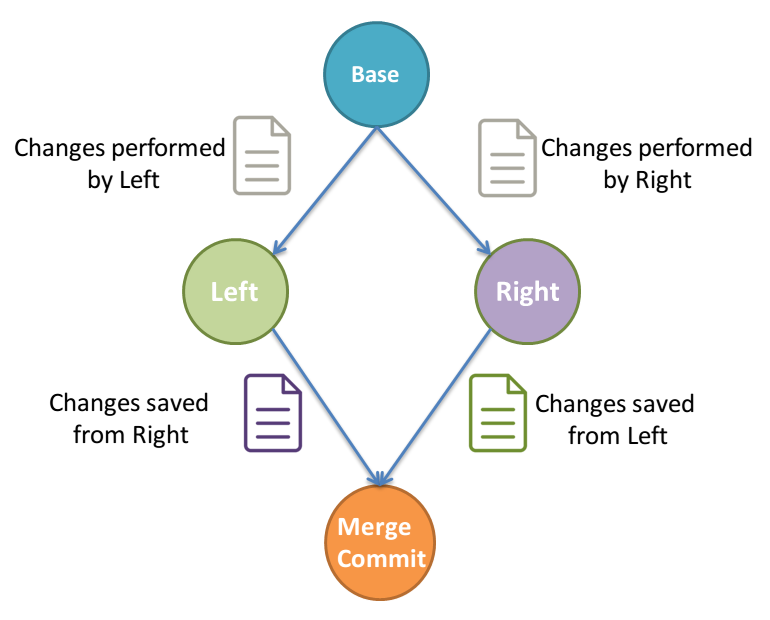 Base
Changes performed
by Left
Changes performed
by Right
Left
Right
Changes saved
from Right
Changes saved
from Left
Merge
Commit